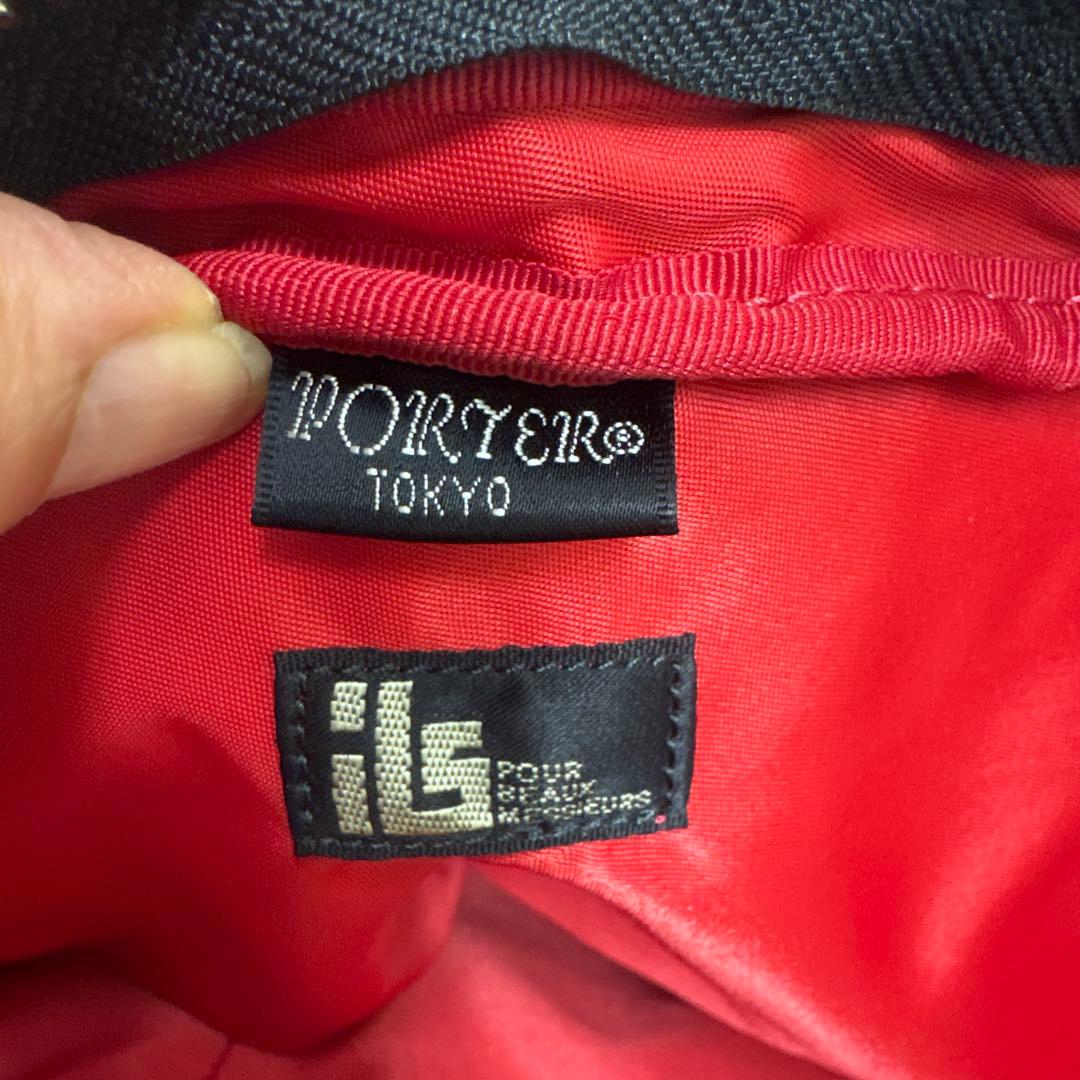 PORTER®
TOKYO
ils
POUR
BEAUX
MESSIEURS.